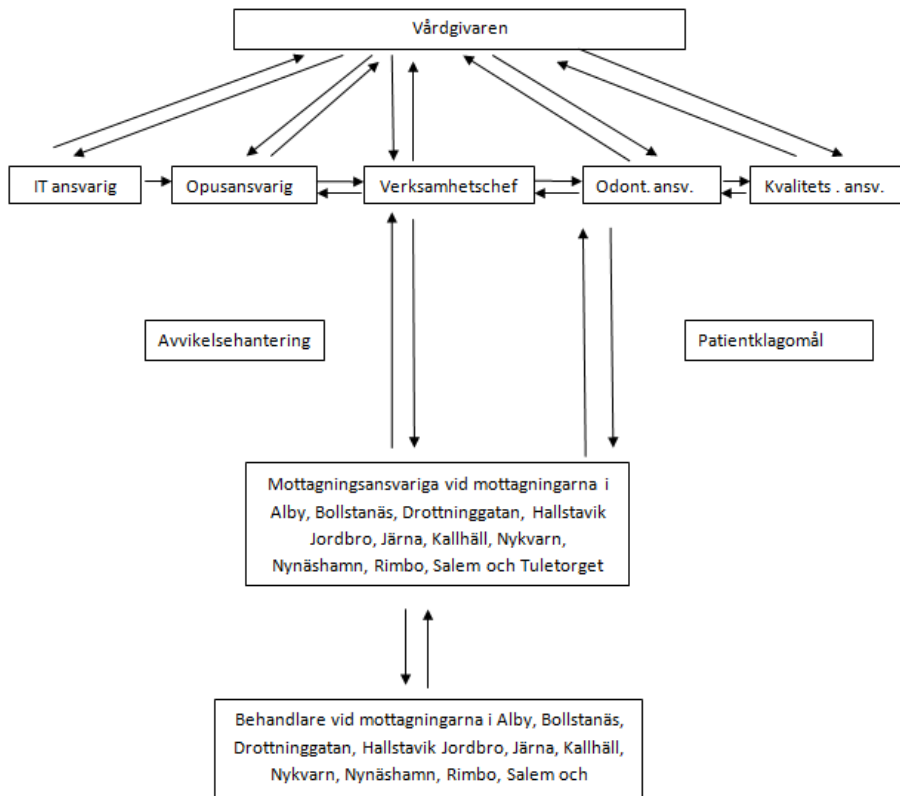 Vårdgivaren
IT ansvarig
Opusansvarig
Verksamhetschef
Odont. ansv.
Kvalitets . ansv.
Avvikelsehantering
Patientklagomål
Mottagningsansvariga vid mottagningarna i
Alby, Bollstanäs, Drottninggatan, Hallstavik
Jordbro, Järna, Kallhäll, Nykvarn,
Nynäshamn, Rimbo, Salem och Tuletorget
Behandlare vid mottagningarna i Alby, Bollstanäs,
Drottninggatan, Hallstavik Jordbro, Järna, Kallhäll,
Nykvarn, Nynäshamn, Rimbo, Salem och